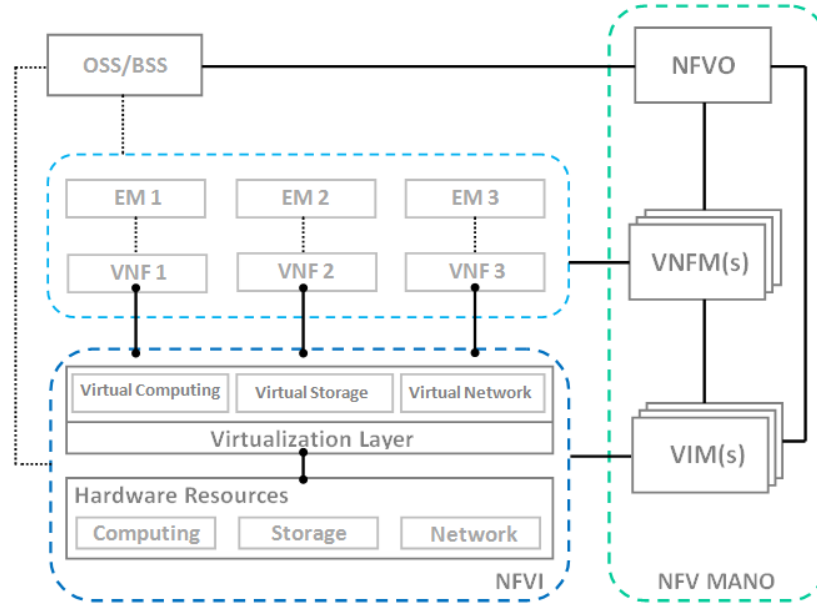 OSS/BSS
NFVO
EM 1
EM 2
EM 3
VNF 1
VNF 2
VNF 3
VNFM(s)
Virtual Computing
Virtual Storage
Virtual Network
Virtualization Layer
VIM(s)
Hardware Resources
Computing
Storage
Network
NFVI
NFV MANO